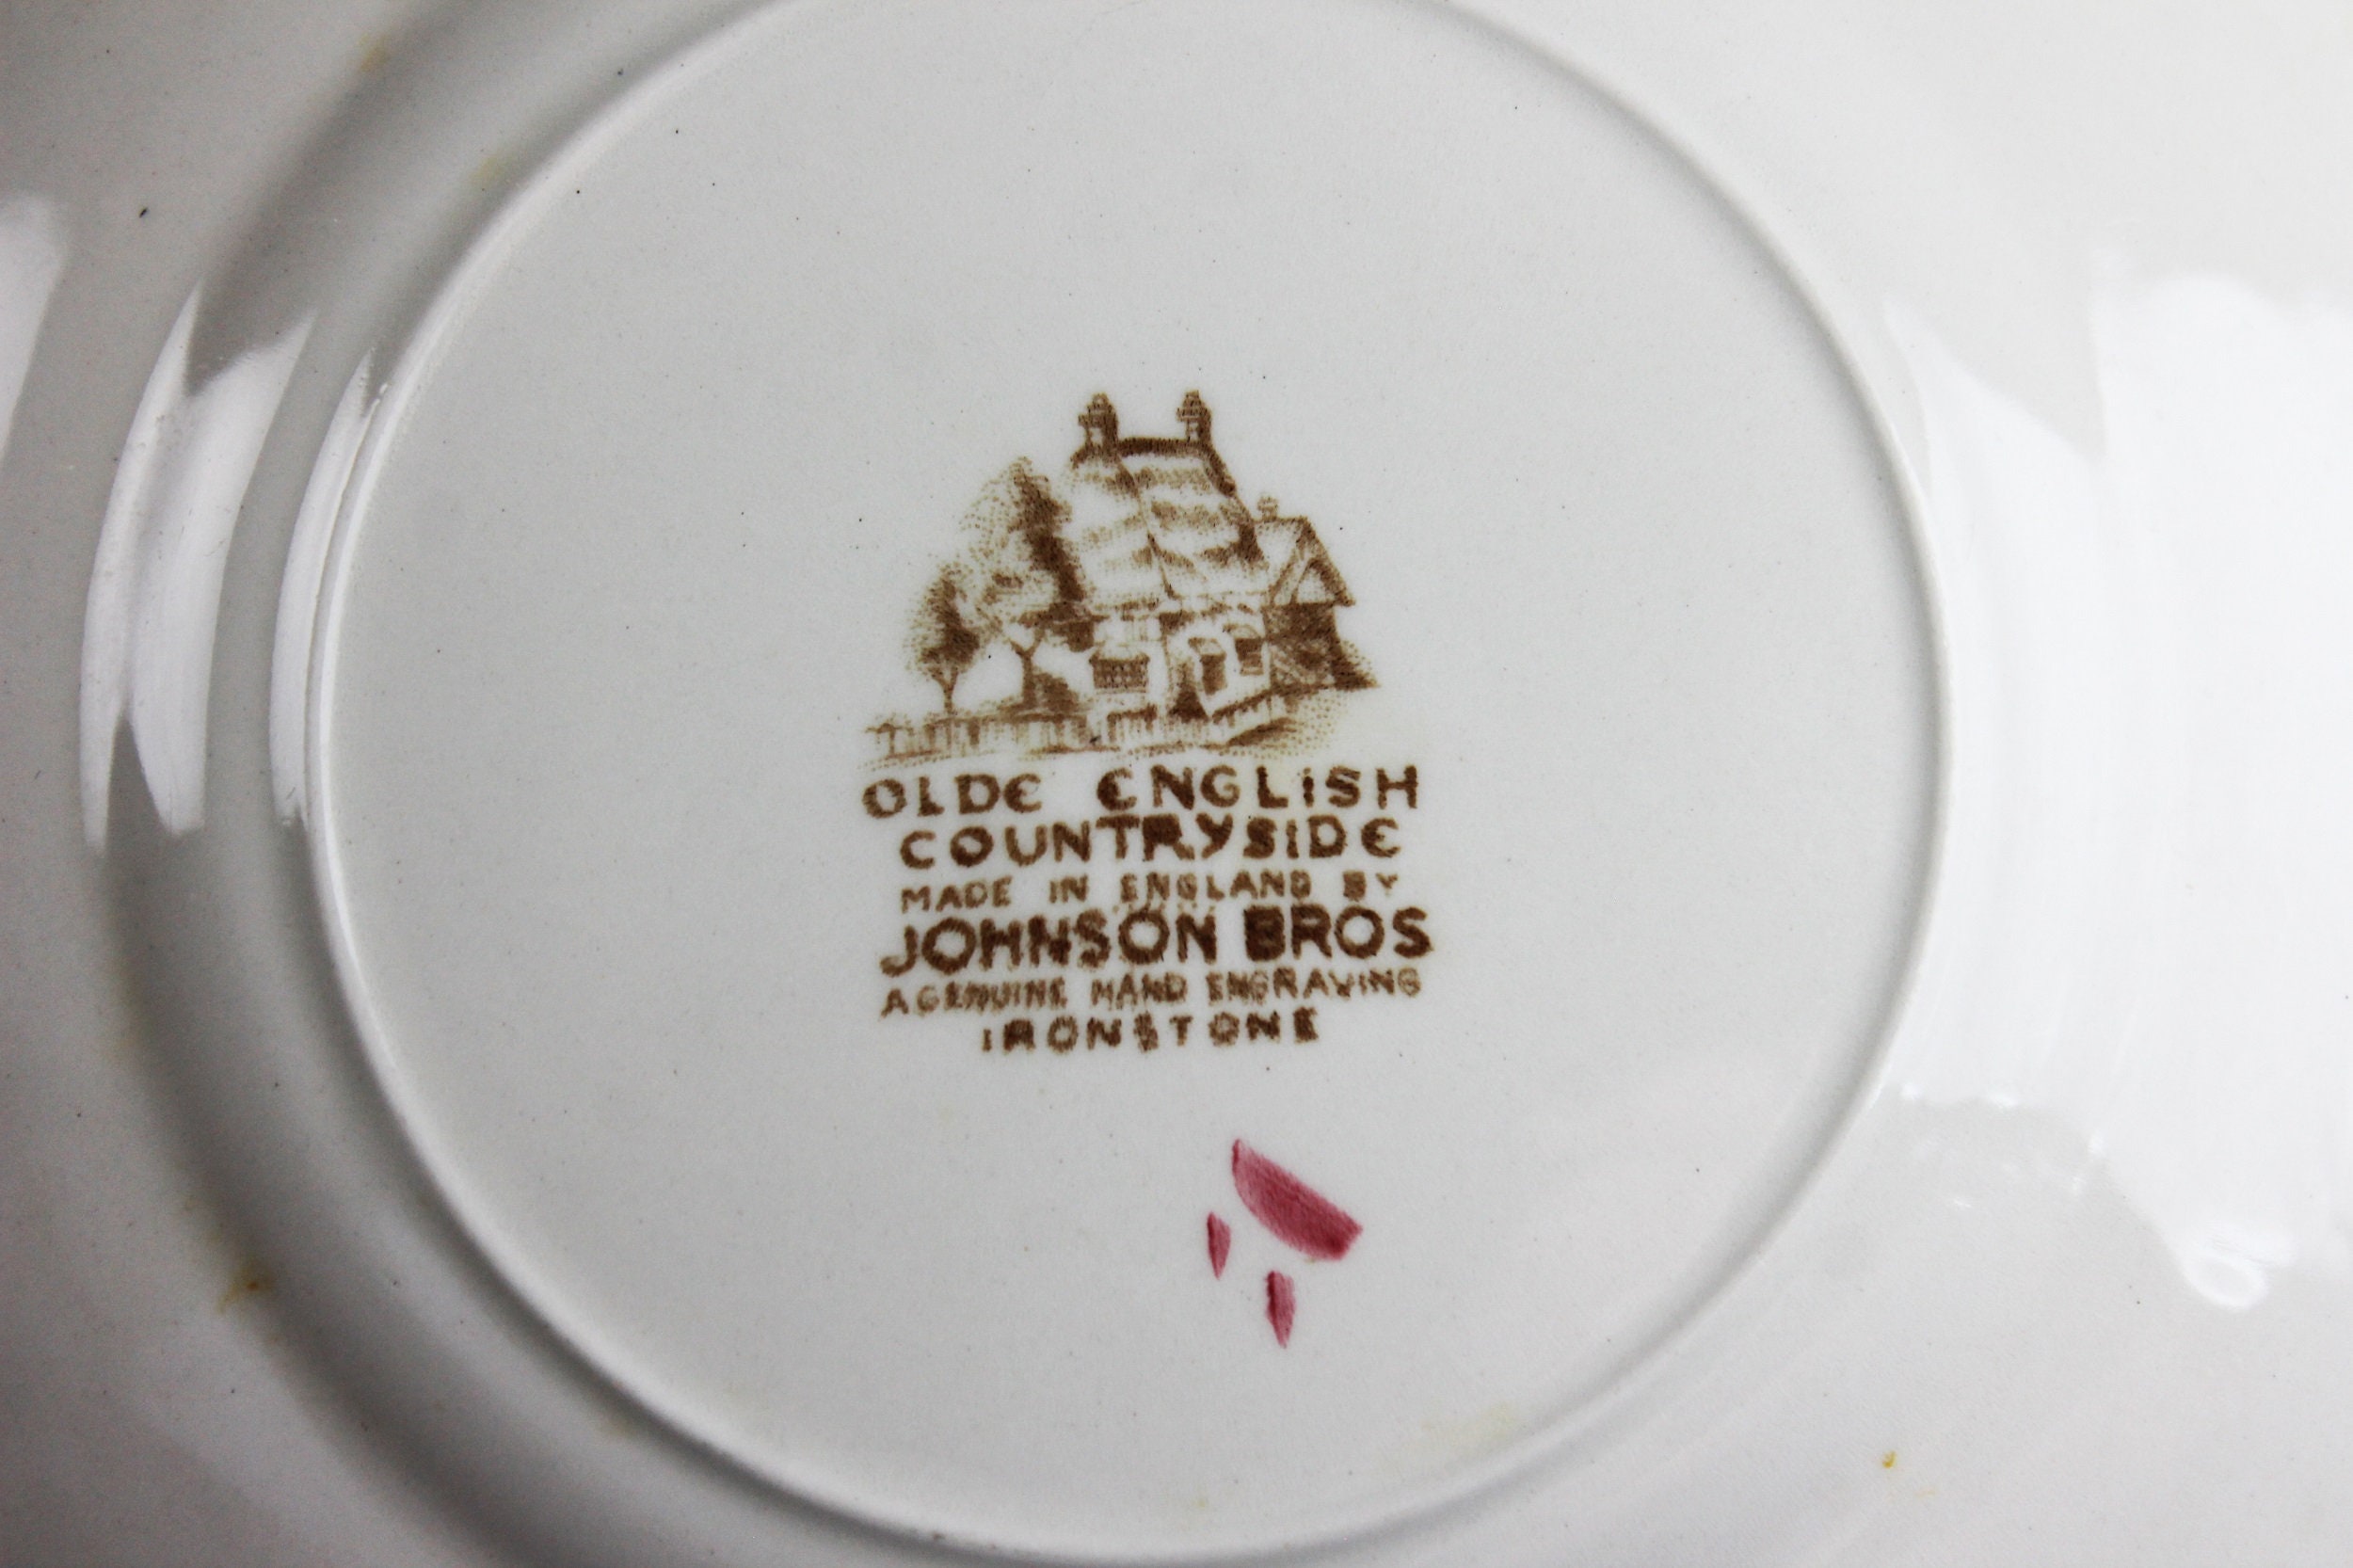 OLDE ENGLiSH
COUNTRYSiDE
MADE IN ENGLAND BY
JOHNSON BROS
A GENUINE HAND ENGRAVING
IRONSTONE